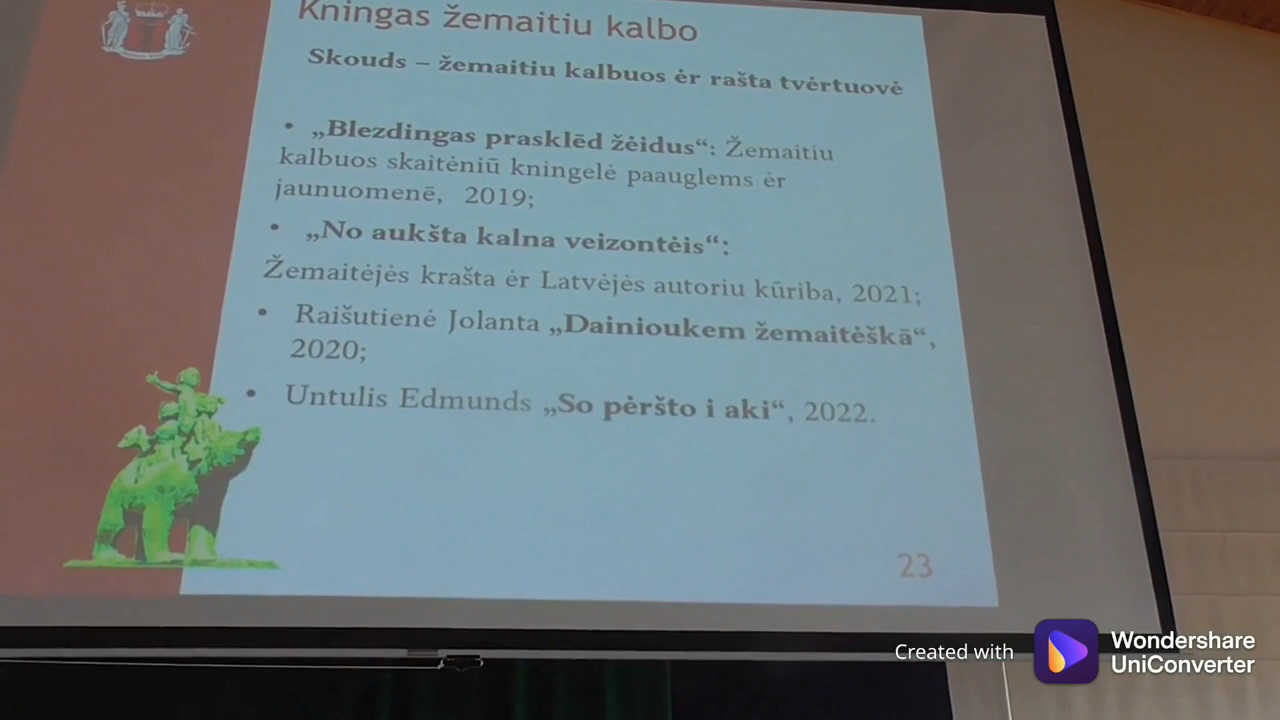 Kningas žemaitiu kalbo
Skouds – žemaitiu kalbuos ėr rašta tvėrtuovė
• „Blezdingas prasklēd žėidus“: Žemaitiu
kalbuos skaitėniū kningelė paauglems ėr
jaunuomenē, 2019;
• „No aukšta kalna veizontėis“:
Žemaitėjės krašta ėr Latvėjės autoriu kūriba, 2021;
• Raišutienė Jolanta „Dainioukem žemaitėškā“,
2020;
• Untulis Edmunds „So pėršto i aki“, 2022.
23
Created with
Wondershare
UniConverter